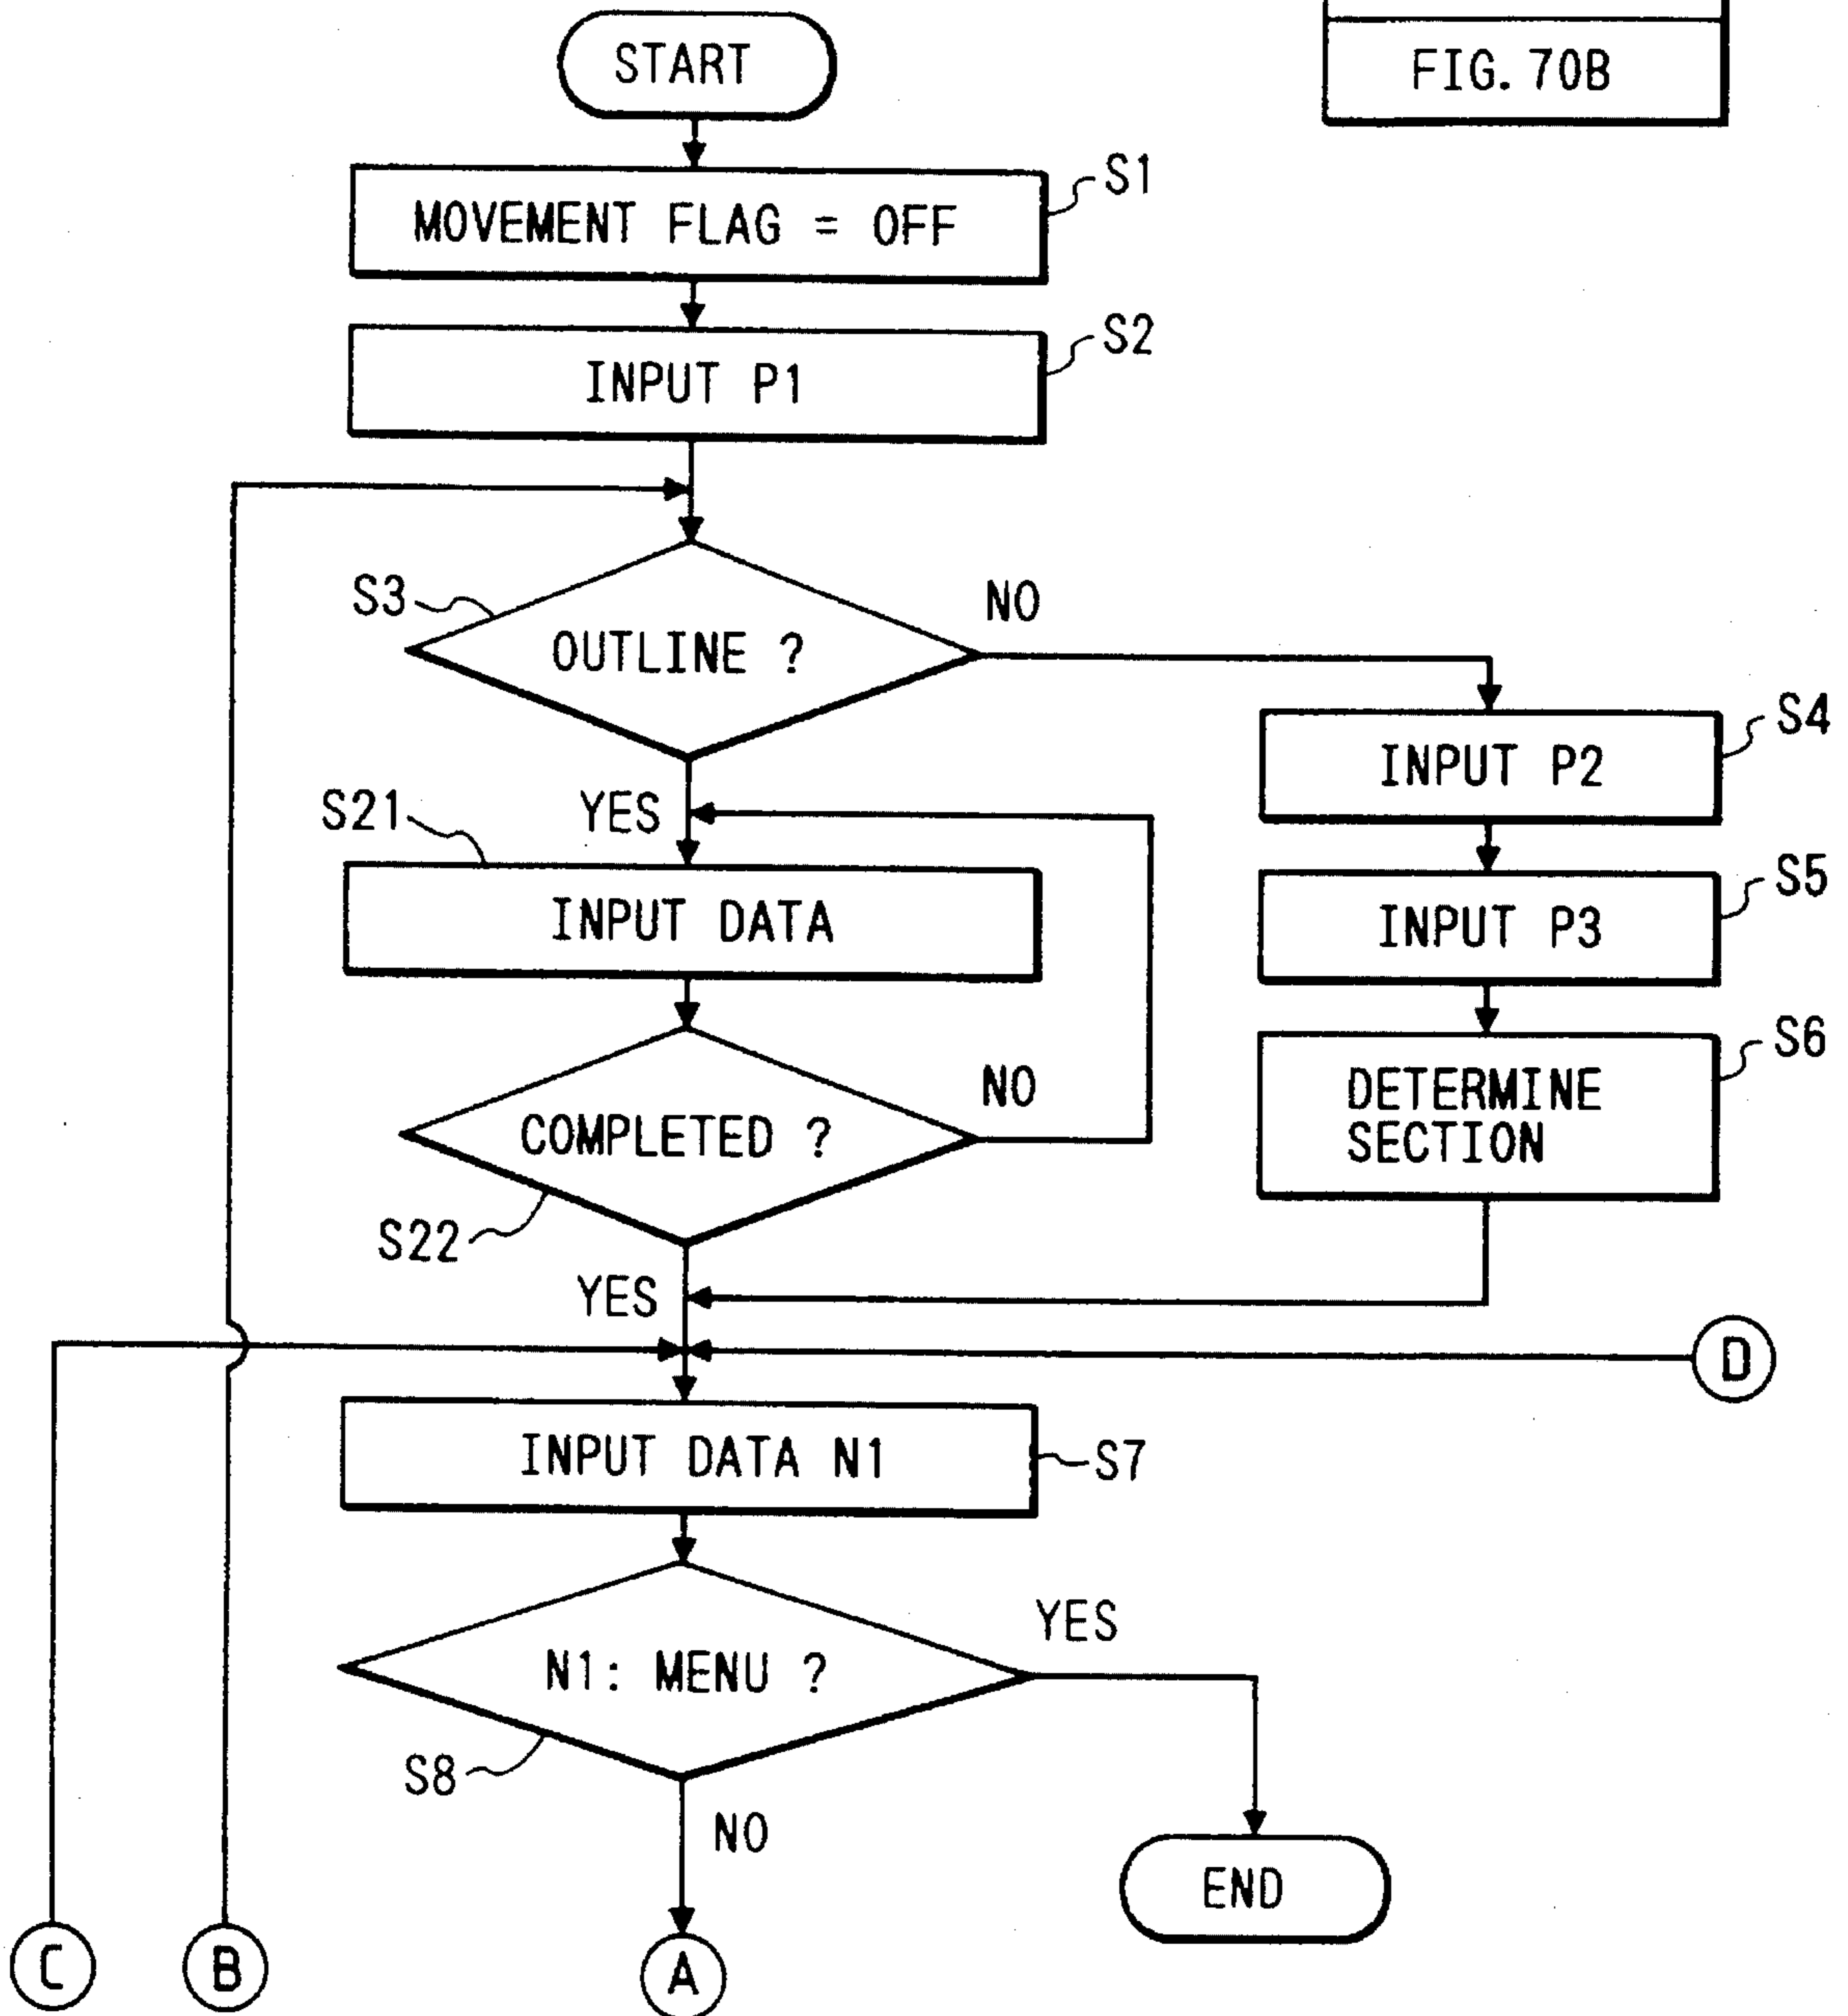 FIG. 70B
START
MOVEMENT FLAG = OFF
S1
INPUT P1
S2
S3
OUTLINE ?
NO
INPUT P2
S4
YES
S21
INPUT DATA
INPUT P3
S5
COMPLETED ?
NO
DETERMINE
SECTION
S6
S22
YES
D
INPUT DATA N1
S7
N1: MENU ?
YES
S8
NO
END
C
B
A